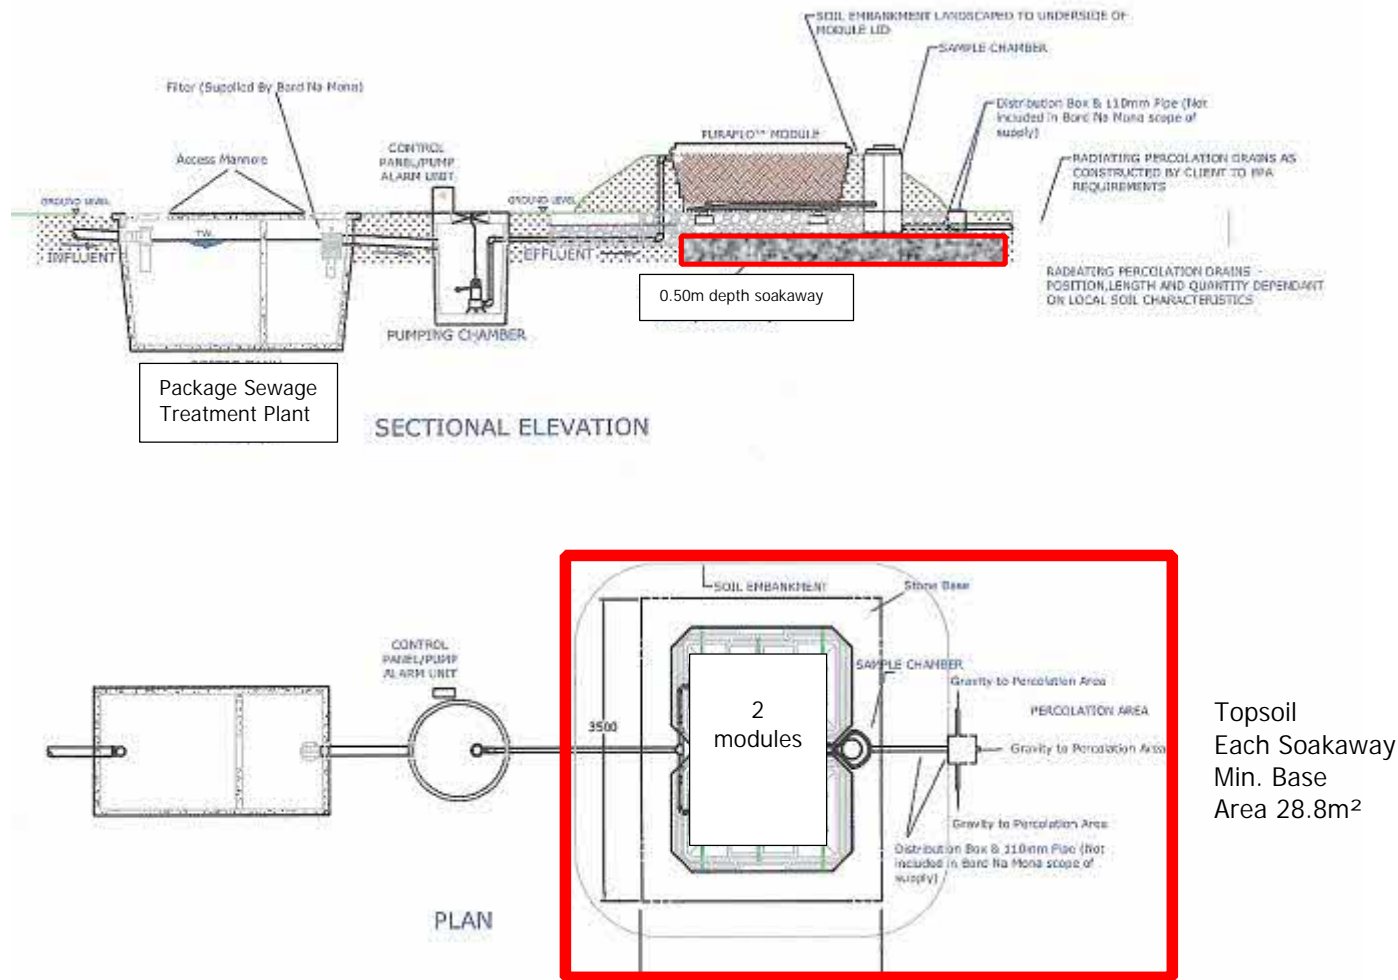 SOIL EMBANKMENT LANDSCAPED TO UNDERSIDE OF
MODULE LID
SAMPLE CHAMBER
Filter (Supplied By Bord Na Mona)
Distribution Box & 110mm Pipe (Not
included in Bord Na Mona scope of
supply)
PURAFLO™ MODULE
CONTROL
PANEL/PUMP
ALARM UNIT
Access Manhole
RADIATING PERCOLATION DRAINS AS
CONSTRUCTED BY CLIENT TO EPA
REQUIREMENTS
GROUND LEVEL
GROUND LEVEL
TWL
INFLUENT
EFFLUENT
RADIATING PERCOLATION DRAINS -
POSITION, LENGTH AND QUANTITY DEPENDANT
ON LOCAL SOIL CHARACTERISTICS
0.50m depth soakaway
PUMPING CHAMBER
Package Sewage
Treatment Plant
SECTIONAL ELEVATION
SOIL EMBANKMENT
Stone Base
CONTROL
PANEL/PUMP
ALARM UNIT
SAMPLE CHAMBER
Gravity to Percolation Area
PERCOLATION AREA
3500
2
modules
Gravity to Percolation Area
Gravity to Percolation Area
Distribution Box & 110mm Pipe (Not
included in Bord Na Mona scope of
supply)
PLAN
Topsoil
Each Soakaway
Min. Base
Area 28.8m²